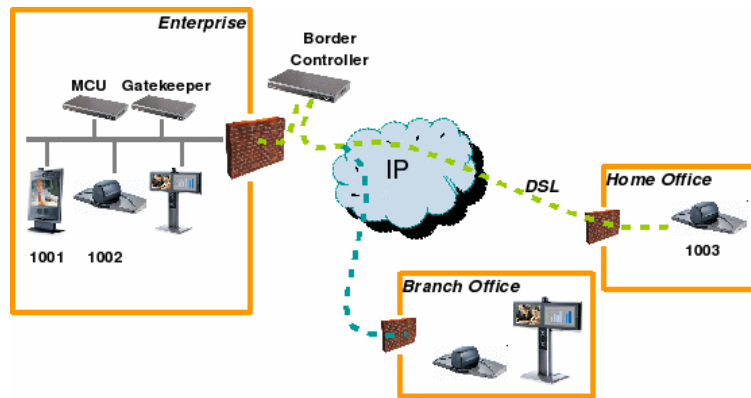 Enterprise
Border
Controller
MCU Gatekeeper
IP
DSL
Home Office
1001 1002
1003
Branch Office